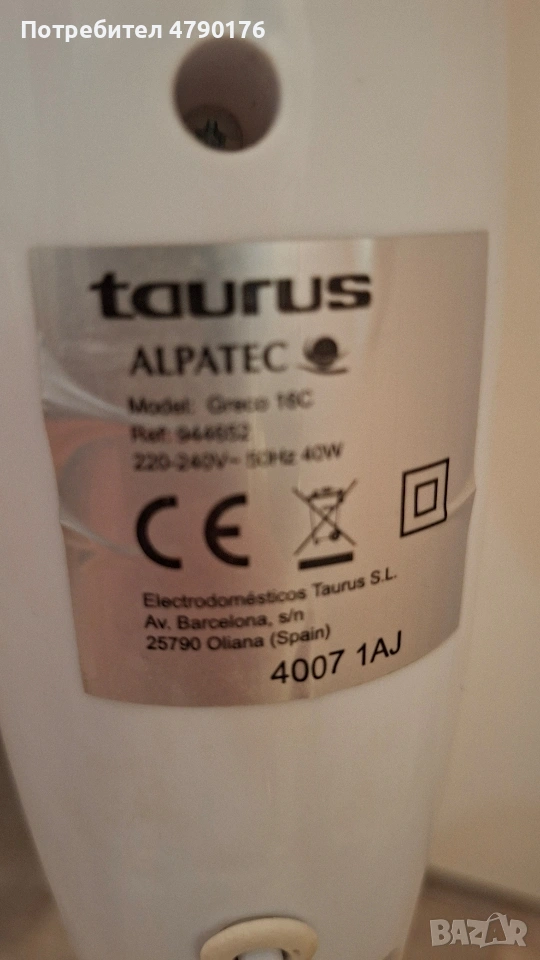 Потребител 4790176
taurus
ALPATEC
Model: Greco 16C
Ref: 944652
220-240V~ 50Hz 40W
CE
Electrodomésticos Taurus S.L.
Av. Barcelona, s/n
25790 Oliana (Spain)
4007 1AJ
BAZAR